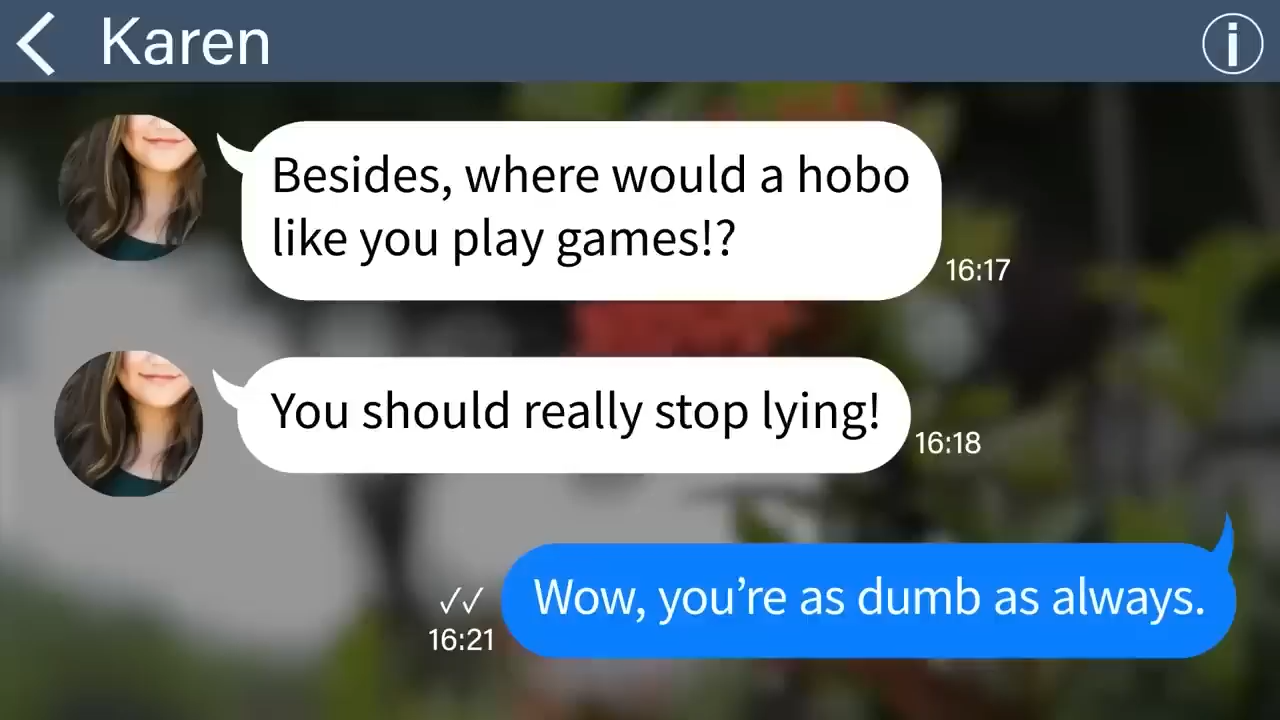 Karen
Besides, where would a hobo
like you play games!?
16:17
You should really stop lying!
16:18
Wow, you’re as dumb as always.
✓✓
16:21